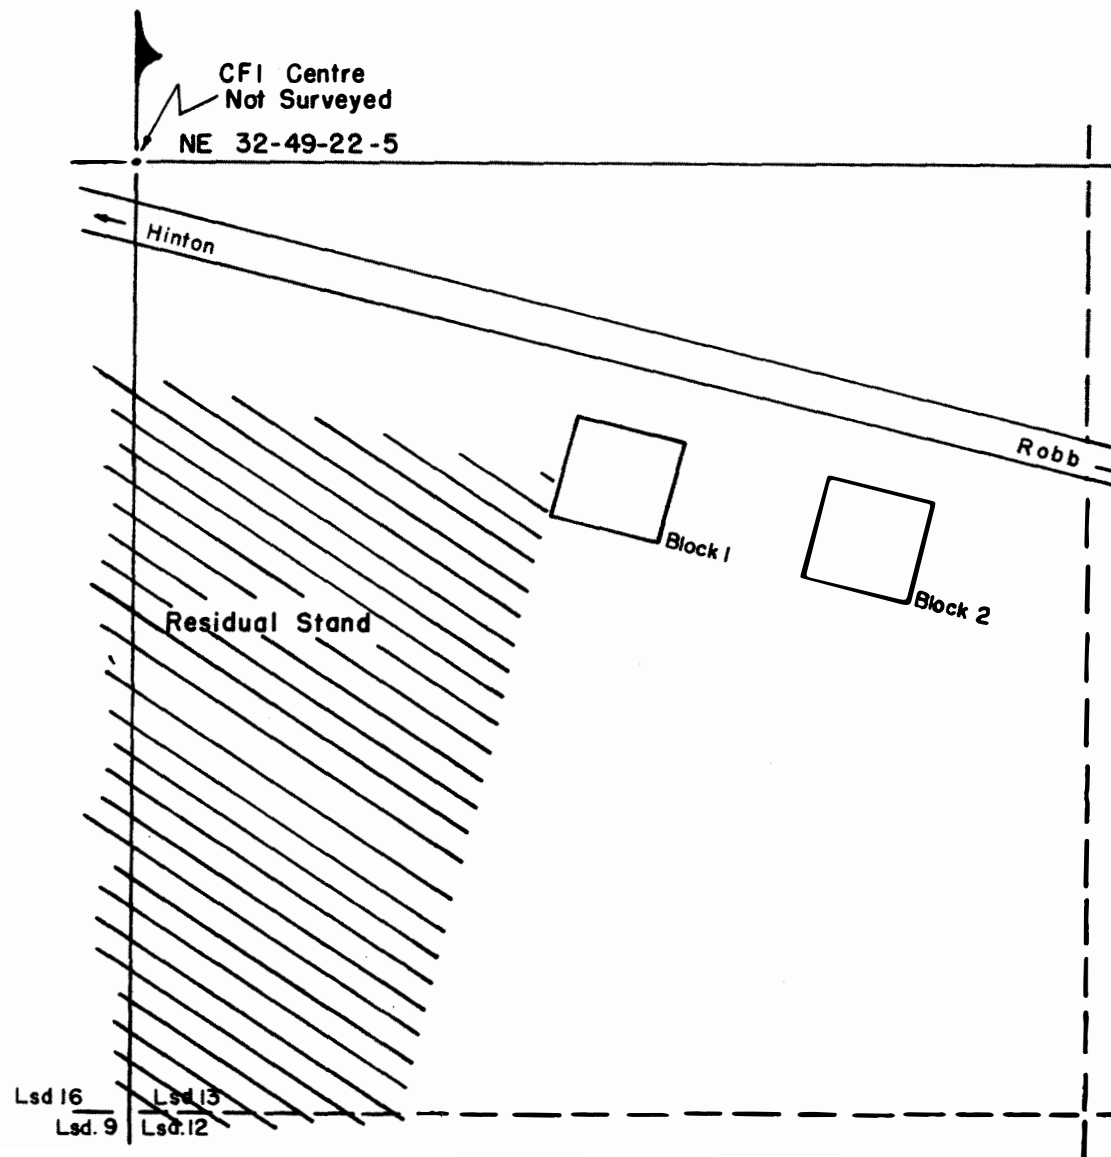 CFI Centre
Not Surveyed
NE 32-49-22-5
Hinton
Robb
Block 1
Block 2
Residual Stand
Lsd 16
Lsd 13
Lsd. 9
Lsd. 12